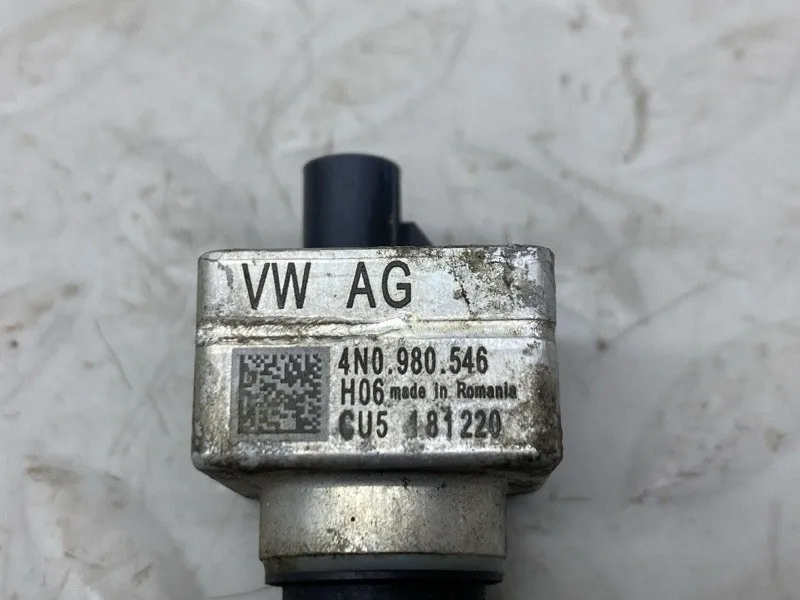 VW AG
4N0.980.546
H06 made in Romania
CU5 181220